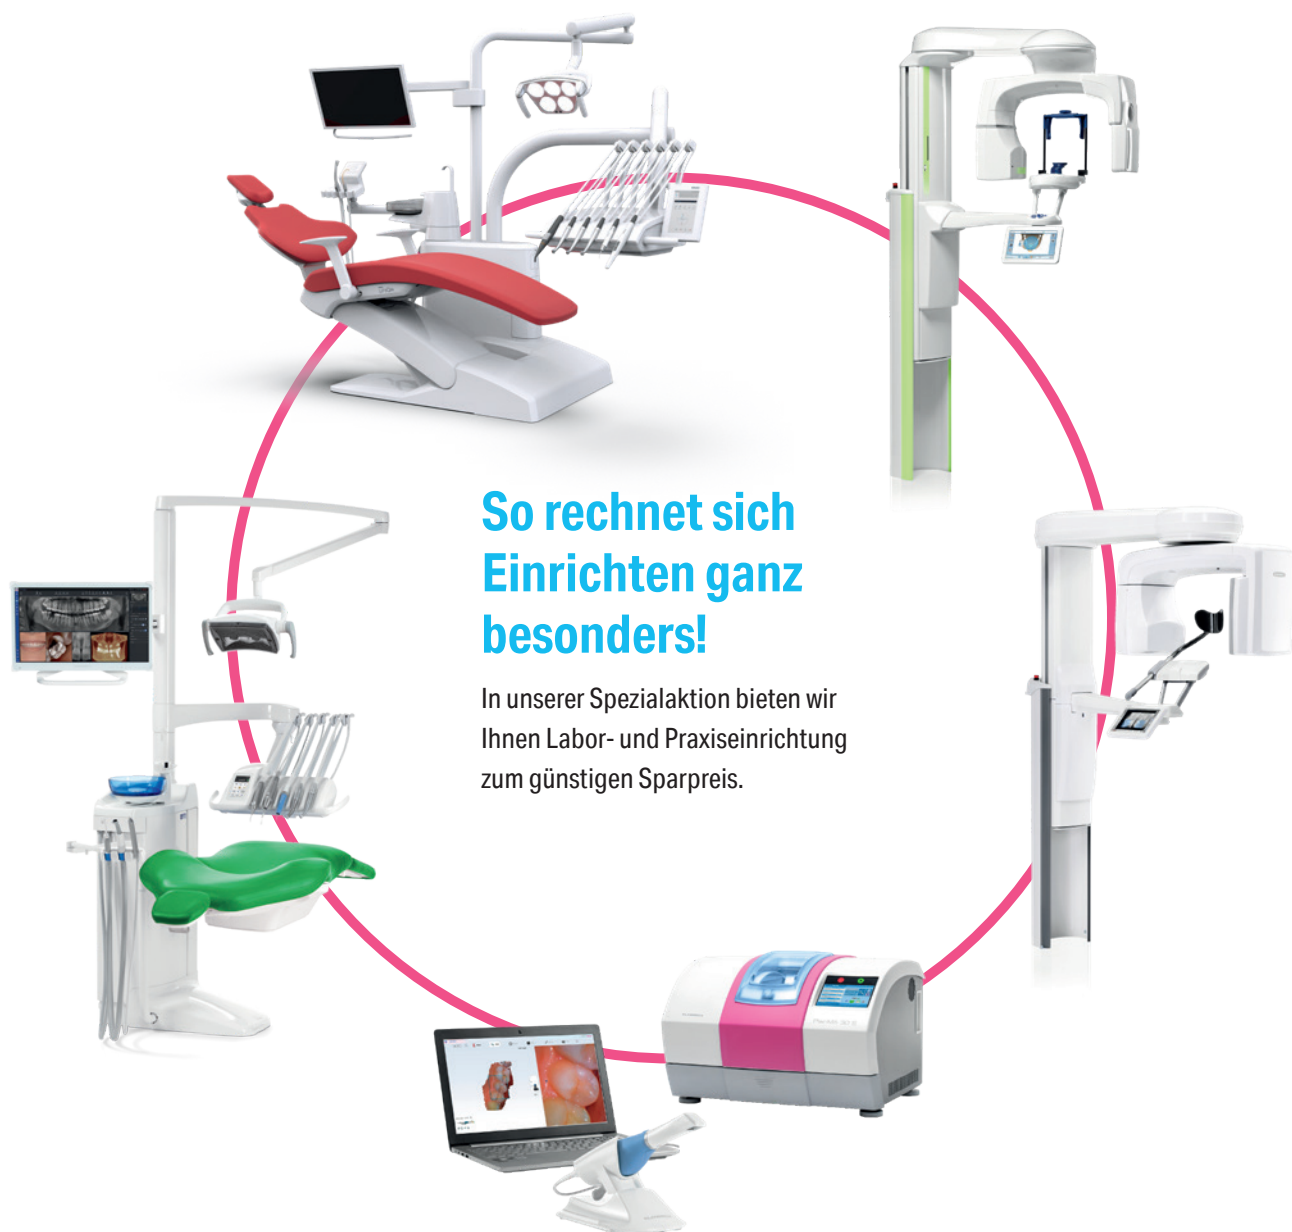 So rechnet sich
Einrichten ganz
besonders!
In unserer Spezialaktion bieten wir
Ihnen Labor- und Praxiseinrichtung
zum günstigen Sparpreis.